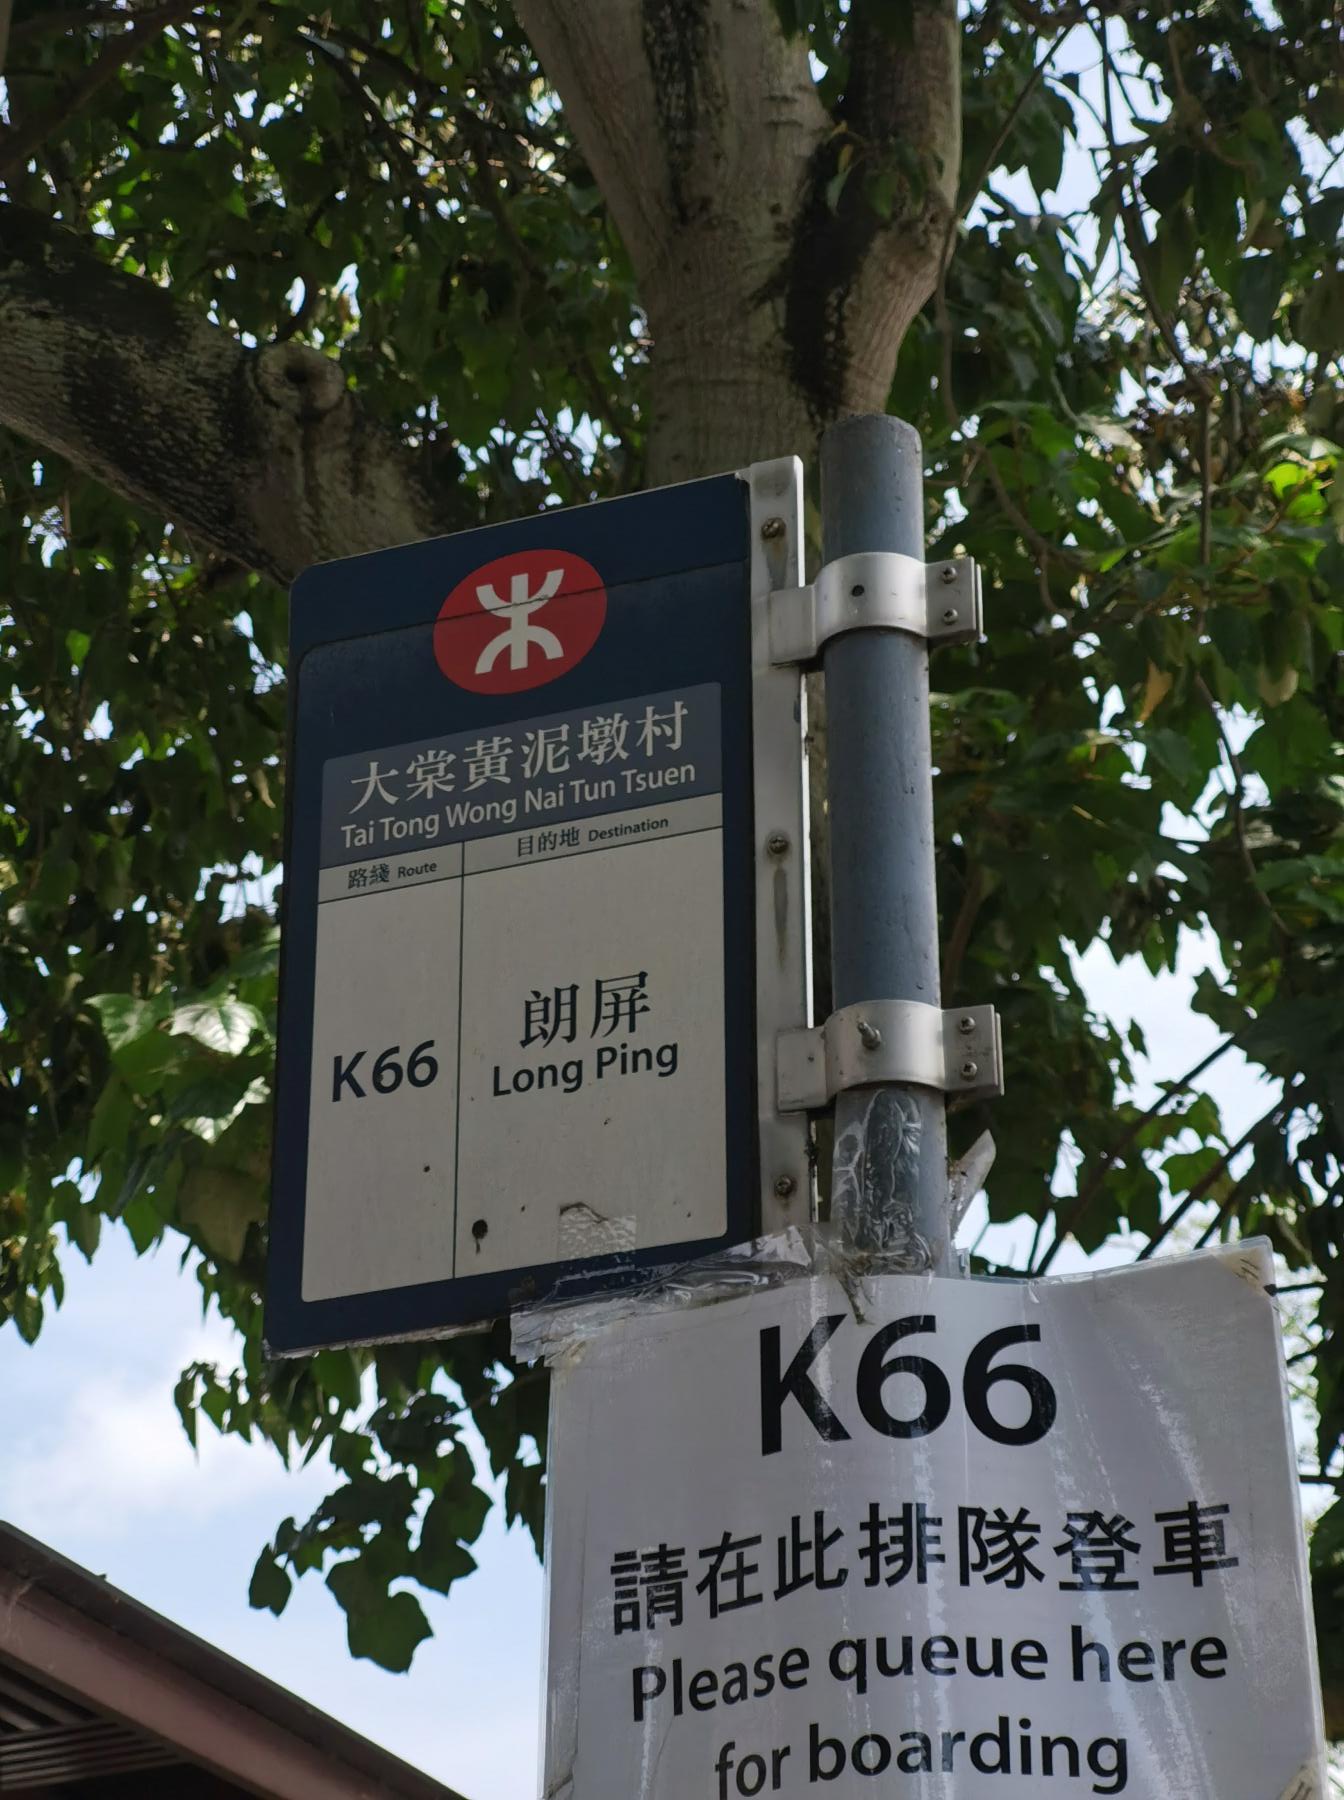 大棠黃泥墩村
Tai Tong Wong Nai Tun Tsuen
路綫 Route
目的地 Destination
K66
朗屏
Long Ping
K66
請在此排隊登車
Please queue here
for boarding